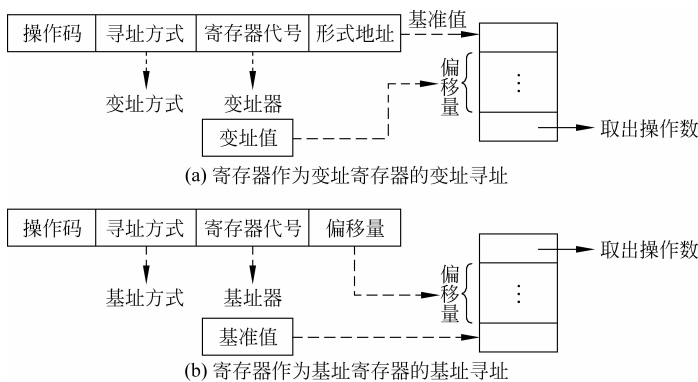 操作码 寻址方式 寄存器代号 形式地址 基准值
变址方式 变址器 偏移量 ⋮
变址值 取出操作数
(a) 寄存器作为变址寄存器的变址寻址
操作码 寻址方式 寄存器代号 偏移量 取出操作数
基址方式 基址器 偏移量 ⋮
基准值
(b) 寄存器作为基址寄存器的基址寻址